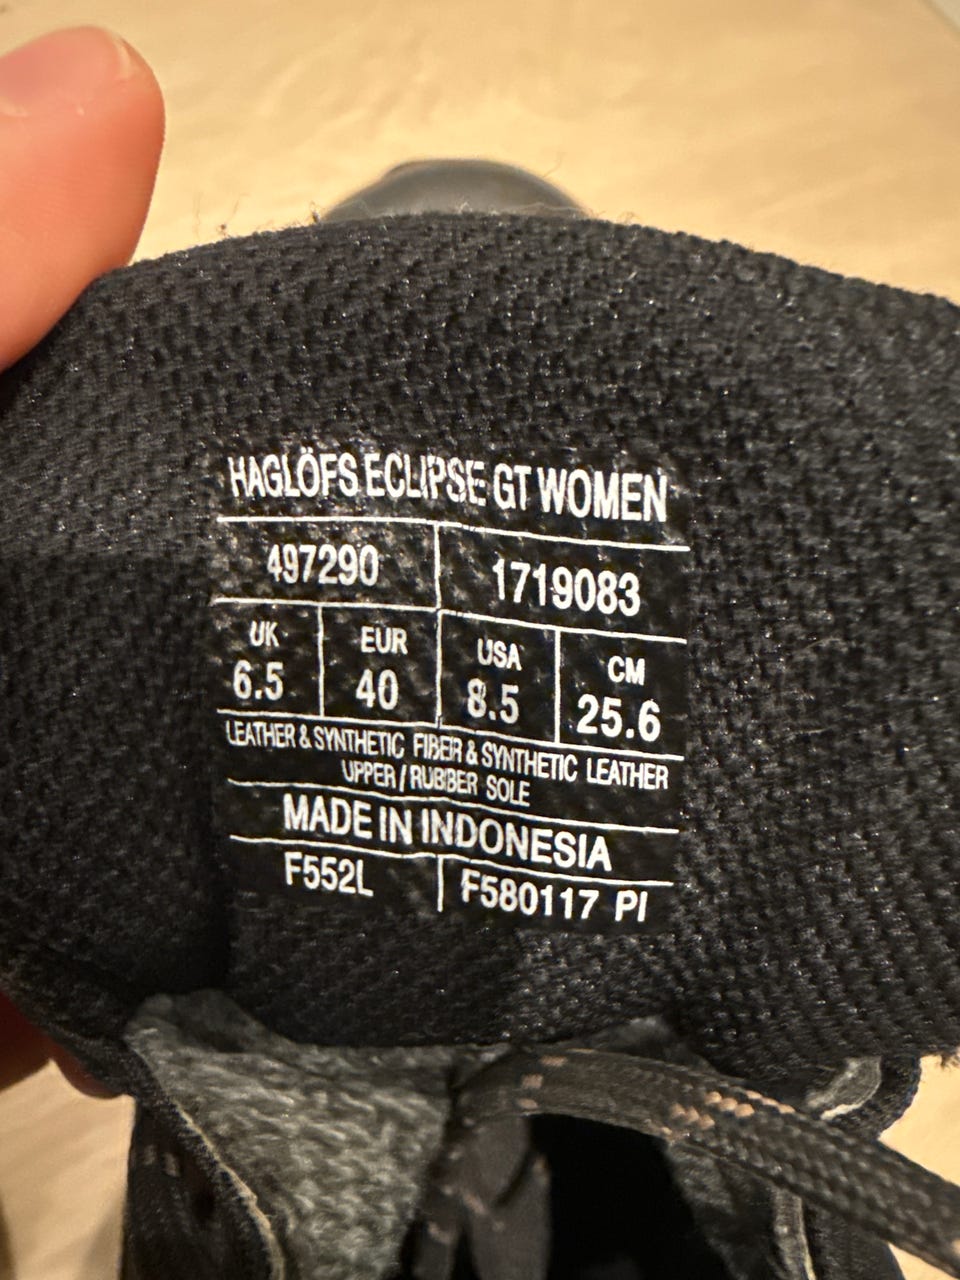 HAGLÖFS ECLIPSE GT WOMEN
497290 1719083
UK EUR USA CM
6.5 40 8.5 25.6
LEATHER & SYNTHETIC FIBER & SYNTHETIC LEATHER
UPPER / RUBBER SOLE
MADE IN INDONESIA
F552L F580117 PI